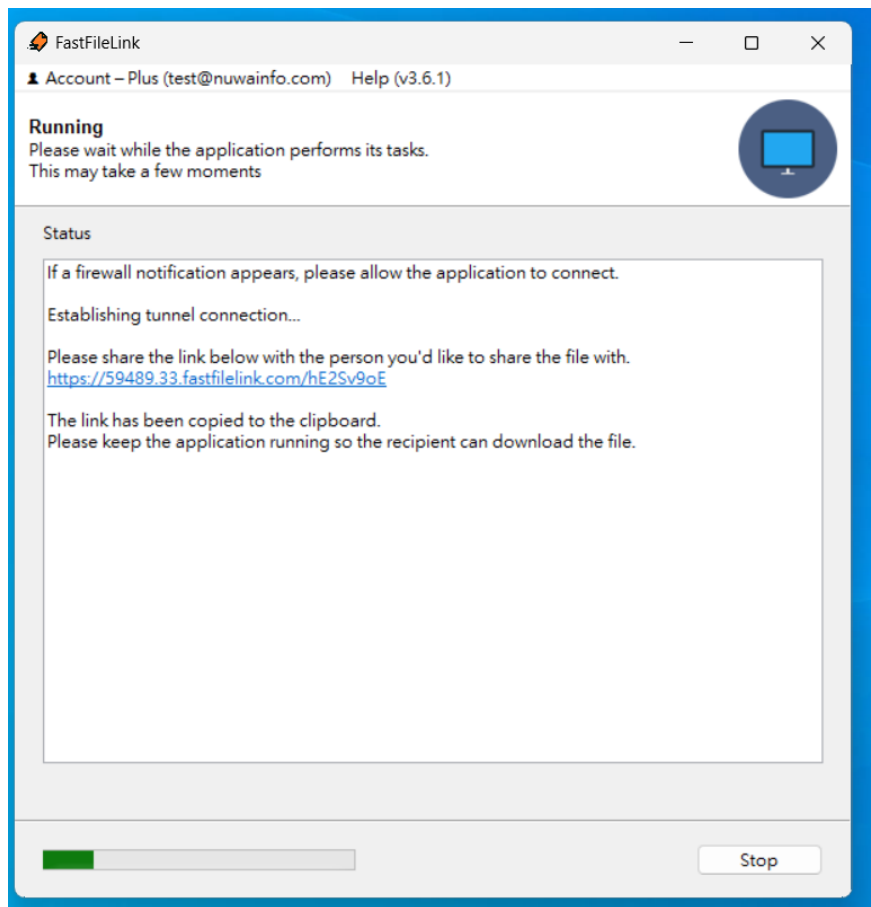 FastFileLink
Account – Plus (test@nuwainfo.com) Help (v3.6.1)
Running
Please wait while the application performs its tasks.
This may take a few moments
Status
If a firewall notification appears, please allow the application to connect.
Establishing tunnel connection...
Please share the link below with the person you'd like to share the file with.
https://59489.33.fastfilelink.com/hE2Sv9oE
The link has been copied to the clipboard.
Please keep the application running so the recipient can download the file.
Stop